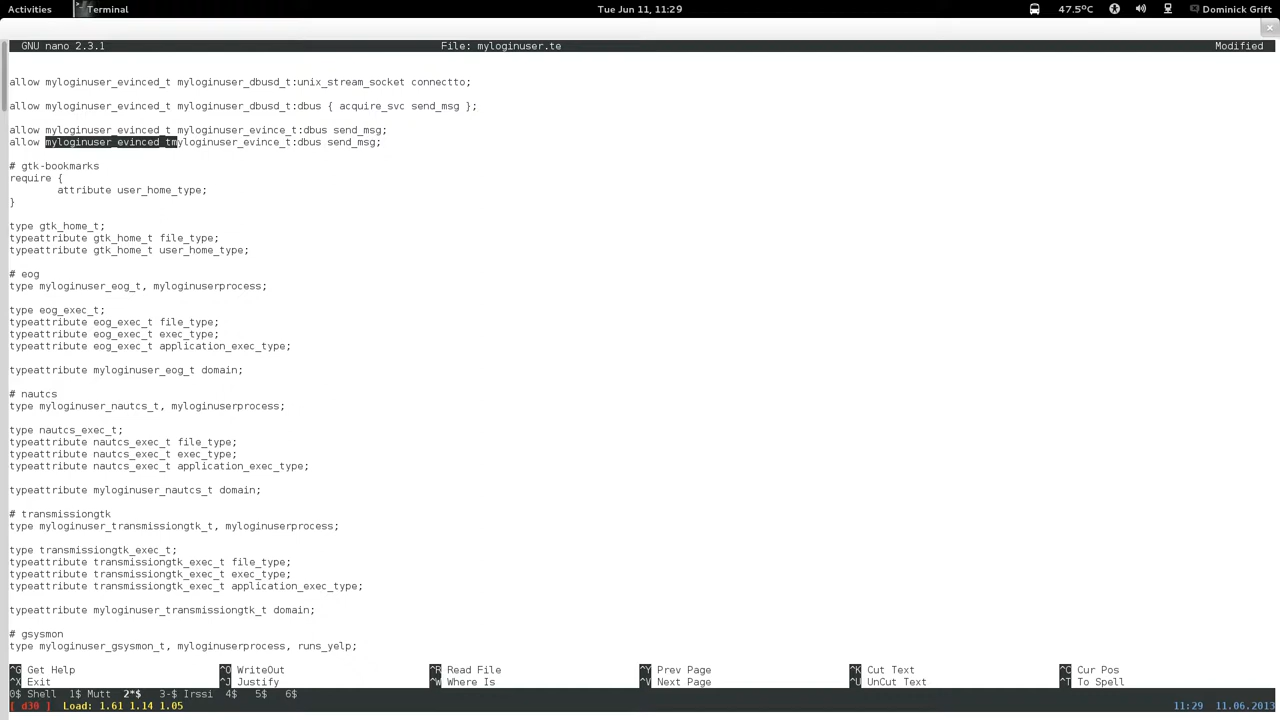 Activities Terminal Tue Jun 11, 11:29 47.5°C Dominick Grift
GNU nano 2.3.1 File: myloginuser.te Modified
allow myloginuser_evinced_t myloginuser_dbusd_t:unix_stream_socket connectto;
allow myloginuser_evinced_t myloginuser_dbusd_t:dbus { acquire_svc send_msg };
allow myloginuser_evinced_t myloginuser_evince_t:dbus send_msg;
allow myloginuser_evinced_tmyloginuser_evince_t:dbus send_msg;
# gtk-bookmarks
require {
attribute user_home_type;
}
type gtk_home_t;
typeattribute gtk_home_t file_type;
typeattribute gtk_home_t user_home_type;
# eog
type myloginuser_eog_t, myloginuserprocess;
type eog_exec_t;
typeattribute eog_exec_t file_type;
typeattribute eog_exec_t exec_type;
typeattribute eog_exec_t application_exec_type;
typeattribute myloginuser_eog_t domain;
# nautcs
type myloginuser_nautcs_t, myloginuserprocess;
type nautcs_exec_t;
typeattribute nautcs_exec_t file_type;
typeattribute nautcs_exec_t exec_type;
typeattribute nautcs_exec_t application_exec_type;
typeattribute myloginuser_nautcs_t domain;
# transmissiongtk
type myloginuser_transmissiongtk_t, myloginuserprocess;
type transmissiongtk_exec_t;
typeattribute transmissiongtk_exec_t file_type;
typeattribute transmissiongtk_exec_t exec_type;
typeattribute transmissiongtk_exec_t application_exec_type;
typeattribute myloginuser_transmissiongtk_t domain;
# gsysmon
type myloginuser_gsysmon_t, myloginuserprocess, runs_yelp;
^G Get Help ^O WriteOut ^R Read File ^Y Prev Page ^K Cut Text ^C Cur Pos
^X Exit ^J Justify ^W Where Is ^V Next Page ^U UnCut Text ^T To Spell
0$ Shell 1$ Mutt 2*$ 3-$ Irssi 4$ 5$ 6$
[ d30 ] Load: 1.61 1.14 1.05 11:29 11.06.2013